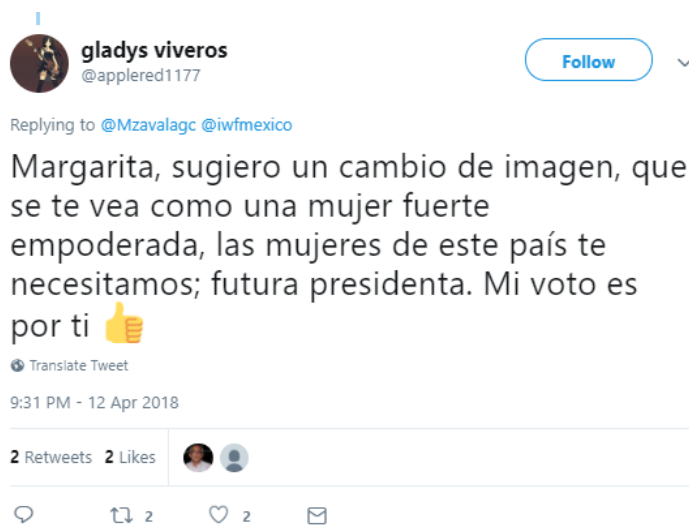 gladys viveros
@applered1177
Follow
Replying to @Mzavalagc @iwfmexico
Margarita, sugiero un cambio de imagen, que
se te vea como una mujer fuerte
empoderada, las mujeres de este país te
necesitamos; futura presidenta. Mi voto es
por ti 👍
Translate Tweet
9:31 PM - 12 Apr 2018
2 Retweets 2 Likes
2 2